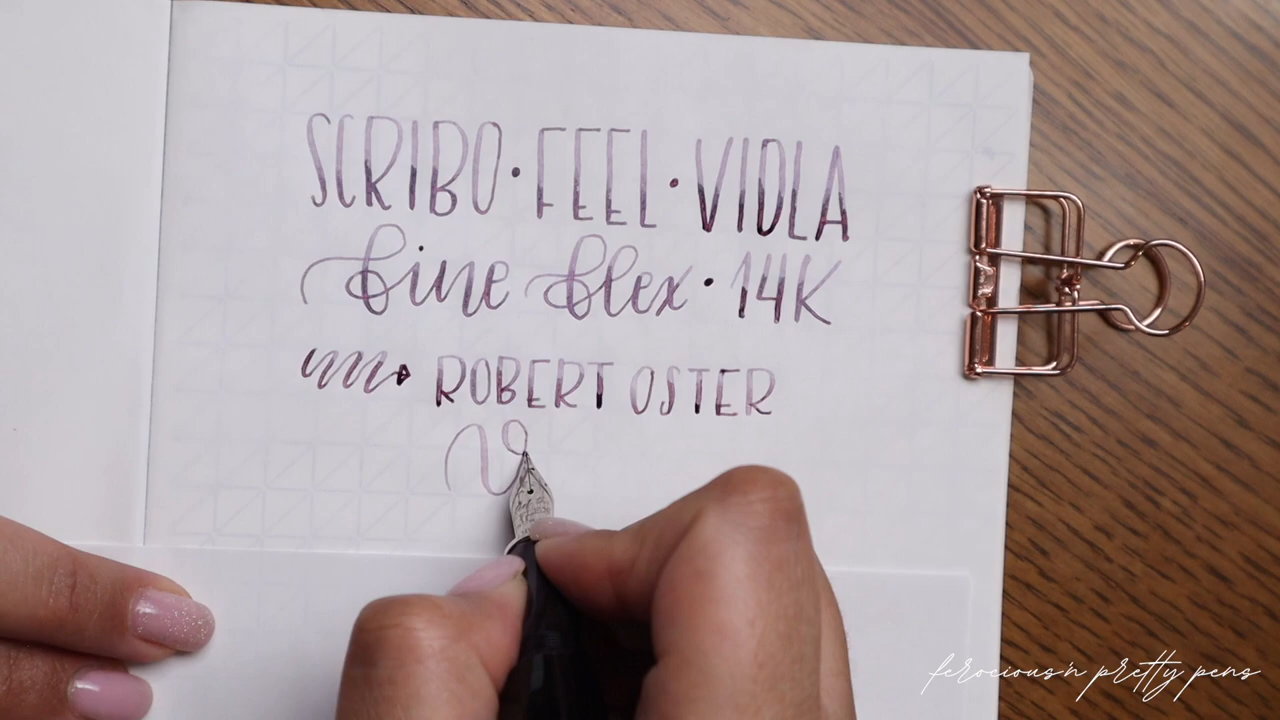 SCRIBO · FEEL · VIOLA
fine flex · 14K
ROBERT OSTER
ferocious'n pretty pens